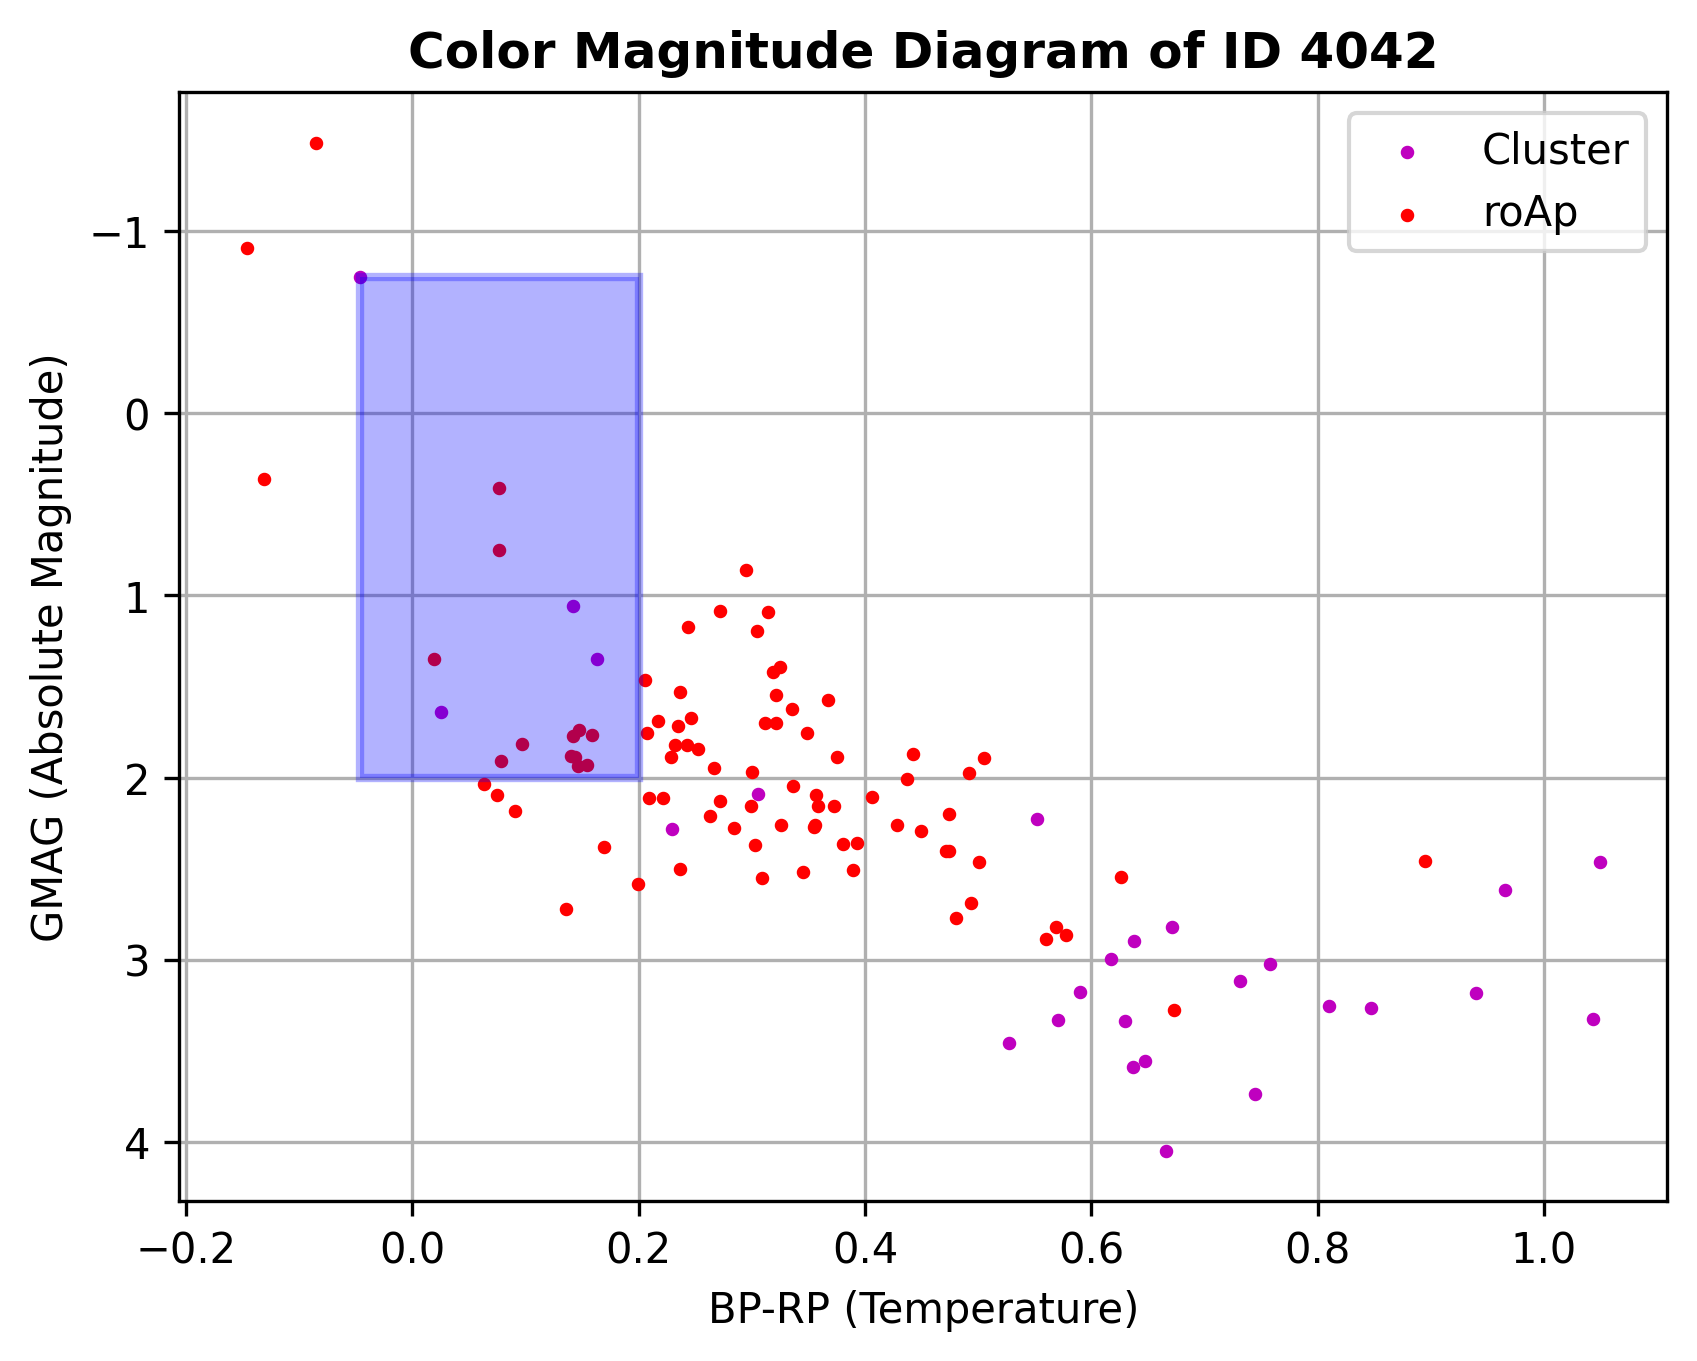 Color Magnitude Diagram of ID 4042
Cluster
roAp
−1
0
1
2
3
4
GMAG (Absolute Magnitude)
−0.2 0.0 0.2 0.4 0.6 0.8 1.0
BP-RP (Temperature)